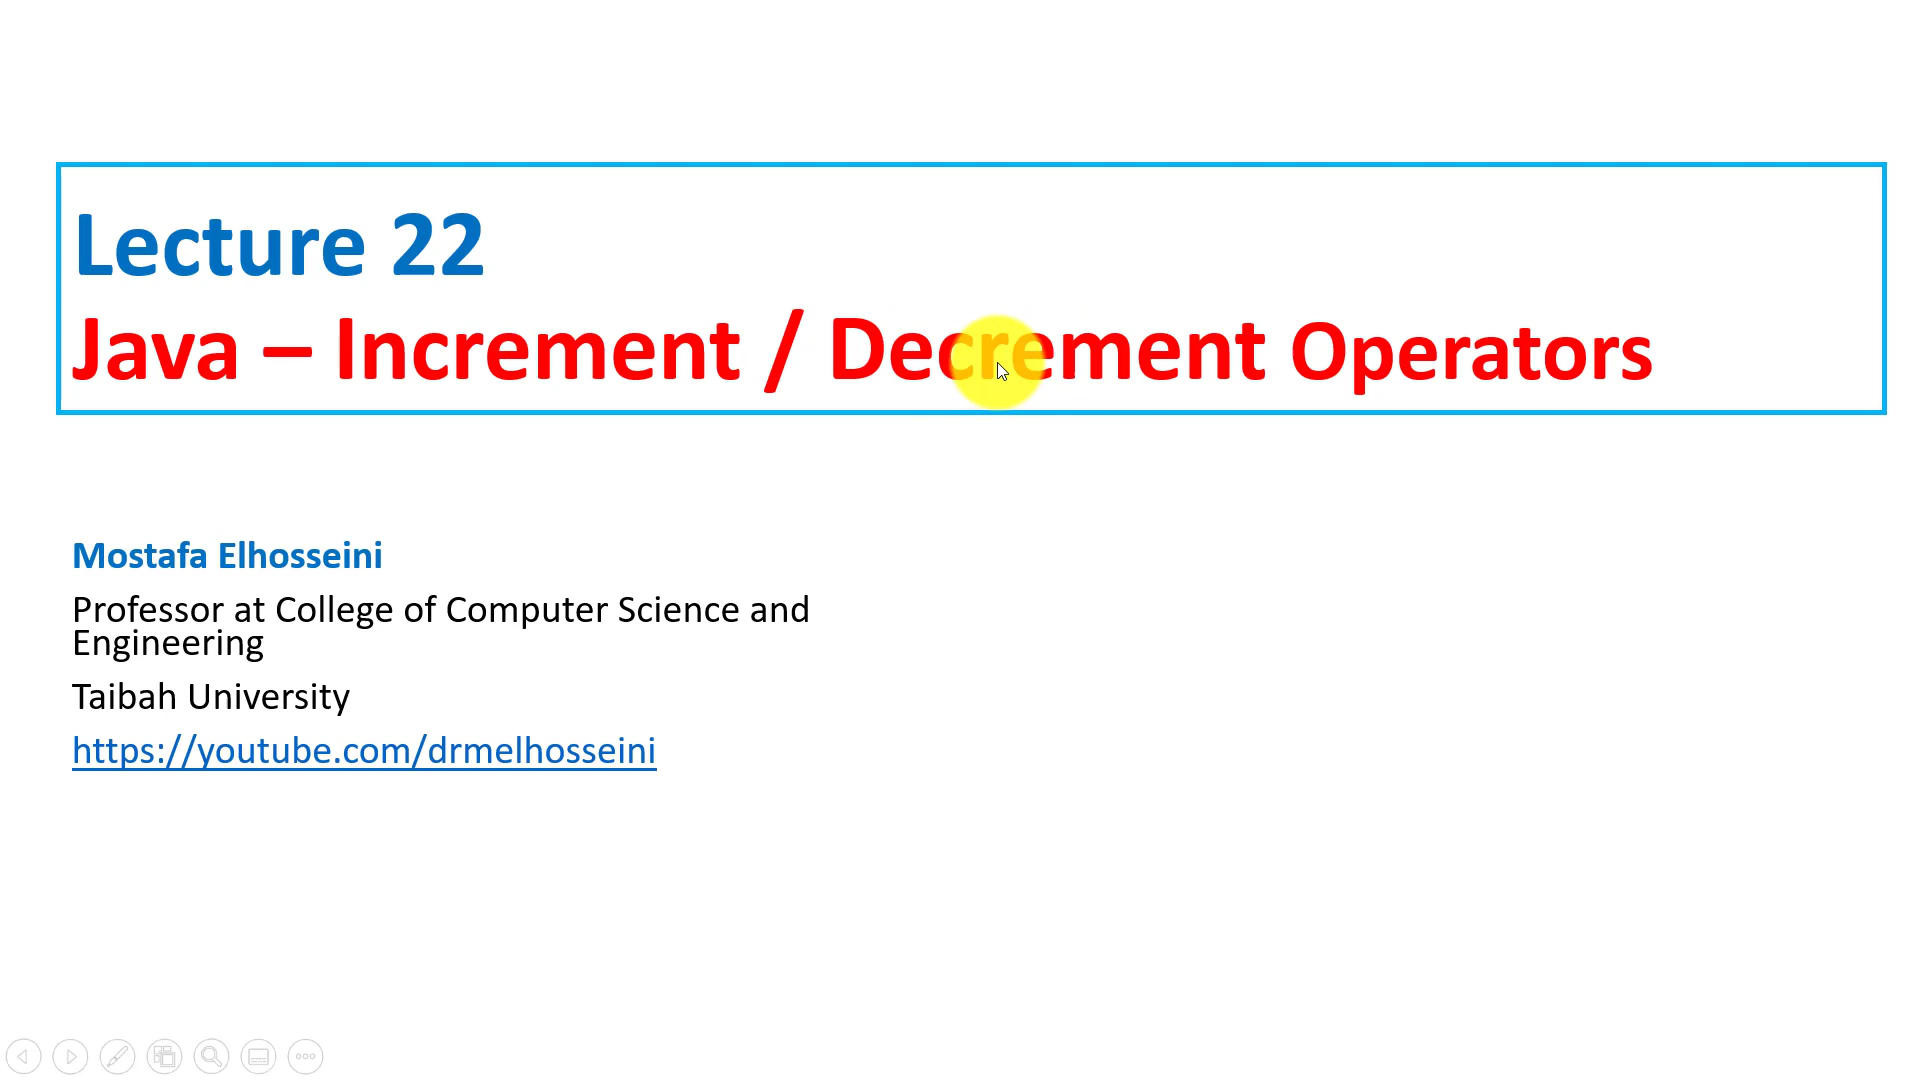 Lecture 22
Java – Increment / Decrement Operators
Mostafa Elhosseini
Professor at College of Computer Science and
Engineering
Taibah University
https://youtube.com/drmelhosseini